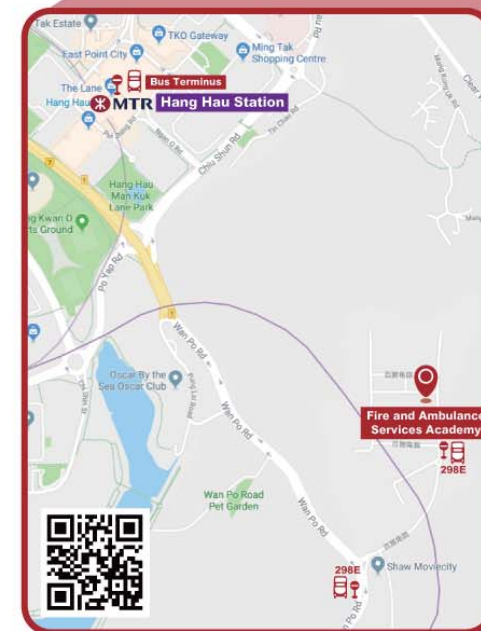 Tak Estate
TKO Gateway
East Point City
Ming Tak
Shopping Centre
The Lane
Bus Terminus
Hang Hau
MTR
Hang Hau Station
Chiu Shun Rd
Hang Hau
Man Kuk
Lane Park
Po Yap Rd
Wan Po Rd
Oscar By the
Sea Oscar Club
Wan Po Rd
Fire and Ambulance
Services Academy
298E
Wan Po Road
Pet Garden
Wan Po Rd
Shaw Moviecity
298E